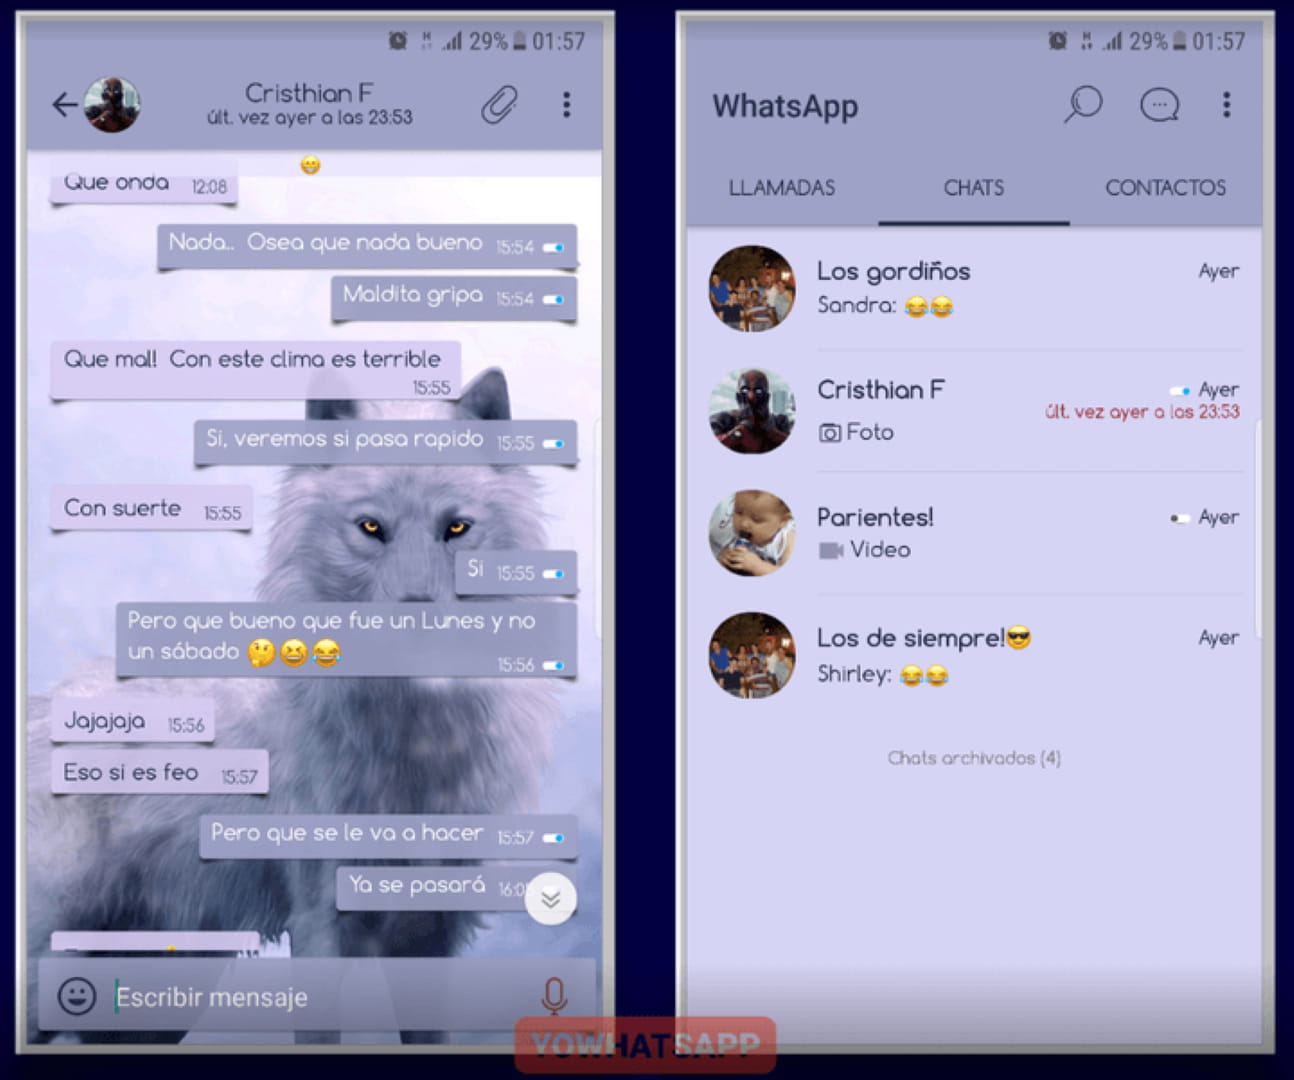 29% 01:57
Cristhian F
últ. vez ayer a las 23:53
Que onda 12:08
Nada.. Osea que nada bueno 15:54
Maldita gripa 15:54
Que mal! Con este clima es terrible
15:55
Si, veremos si pasa rapido 15:55
Con suerte 15:55
Si 15:55
Pero que bueno que fue un Lunes y no
un sábado 🤔😆😂
15:56
Jajajaja 15:56
Eso si es feo 15:57
Pero que se le va a hacer 15:57
Ya se pasará
Escribir mensaje
29% 01:57
WhatsApp
LLAMADAS CHATS CONTACTOS
Los gordiños Ayer
Sandra: 😂😂
Cristhian F Ayer
últ. vez ayer a las 23:53
Foto
Parientes! Ayer
Video
Los de siempre!😎 Ayer
Shirley: 😂😂
Chats archivados (4)
YOWHATSAPP